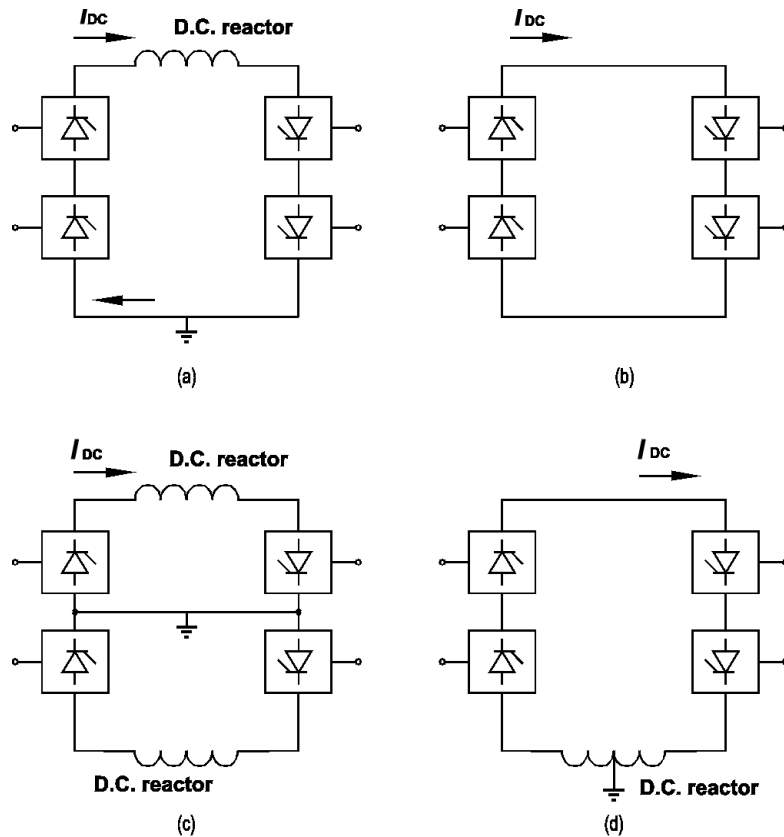 IDC
D.C. reactor
IDC
(a)
(b)
IDC
D.C. reactor
IDC
D.C. reactor
D.C. reactor
(c)
(d)